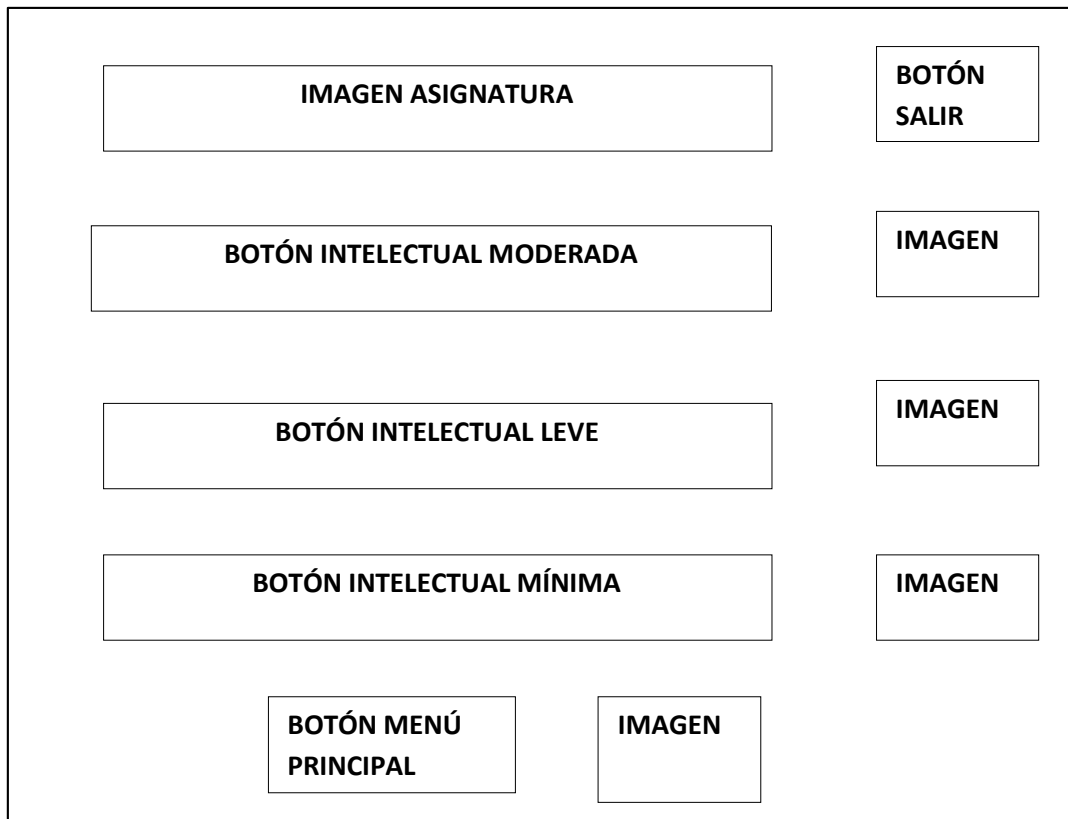 IMAGEN ASIGNATURA
BOTÓN
SALIR
BOTÓN INTELECTUAL MODERADA
IMAGEN
BOTÓN INTELECTUAL LEVE
IMAGEN
BOTÓN INTELECTUAL MÍNIMA
IMAGEN
BOTÓN MENÚ
PRINCIPAL
IMAGEN